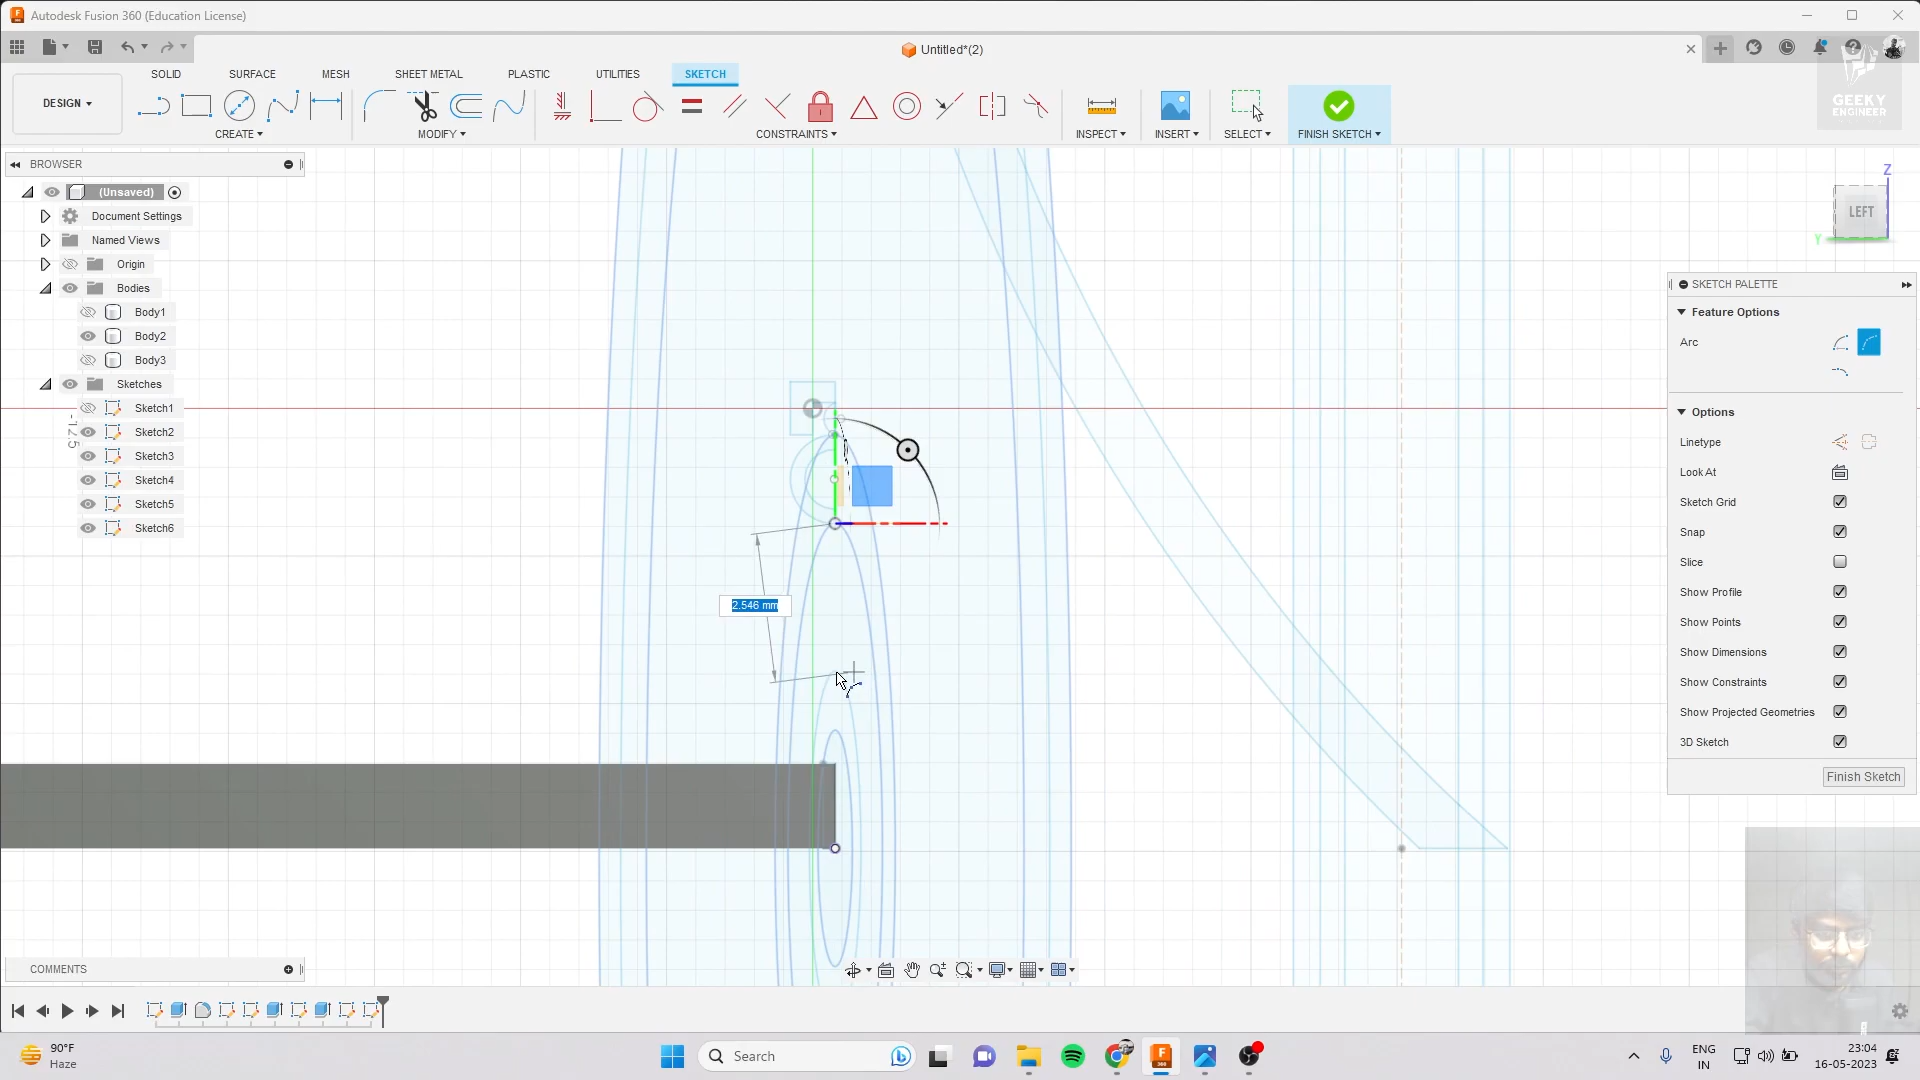 Autodesk Fusion 360 (Education License)
Untitled*(2)
DESIGN
SOLID
SURFACE
MESH
SHEET METAL
PLASTIC
UTILITIES
SKETCH
CREATE
MODIFY
CONSTRAINTS
INSPECT
INSERT
SELECT
FINISH SKETCH
GEEKY
ENGINEER
BROWSER
(Unsaved)
Document Settings
Named Views
Origin
Bodies
Body1
Body2
Body3
Sketches
Sketch1
Sketch2
Sketch3
Sketch4
Sketch5
Sketch6
-12.5
2.546 mm
Z
LEFT
Y
SKETCH PALETTE
Feature Options
Arc
Options
Linetype
Look At
Sketch Grid
Snap
Slice
Show Profile
Show Points
Show Dimensions
Show Constraints
Show Projected Geometries
3D Sketch
Finish Sketch
COMMENTS
90°F
Haze
Search
F
360
ENG
IN
23:04
16-05-2023